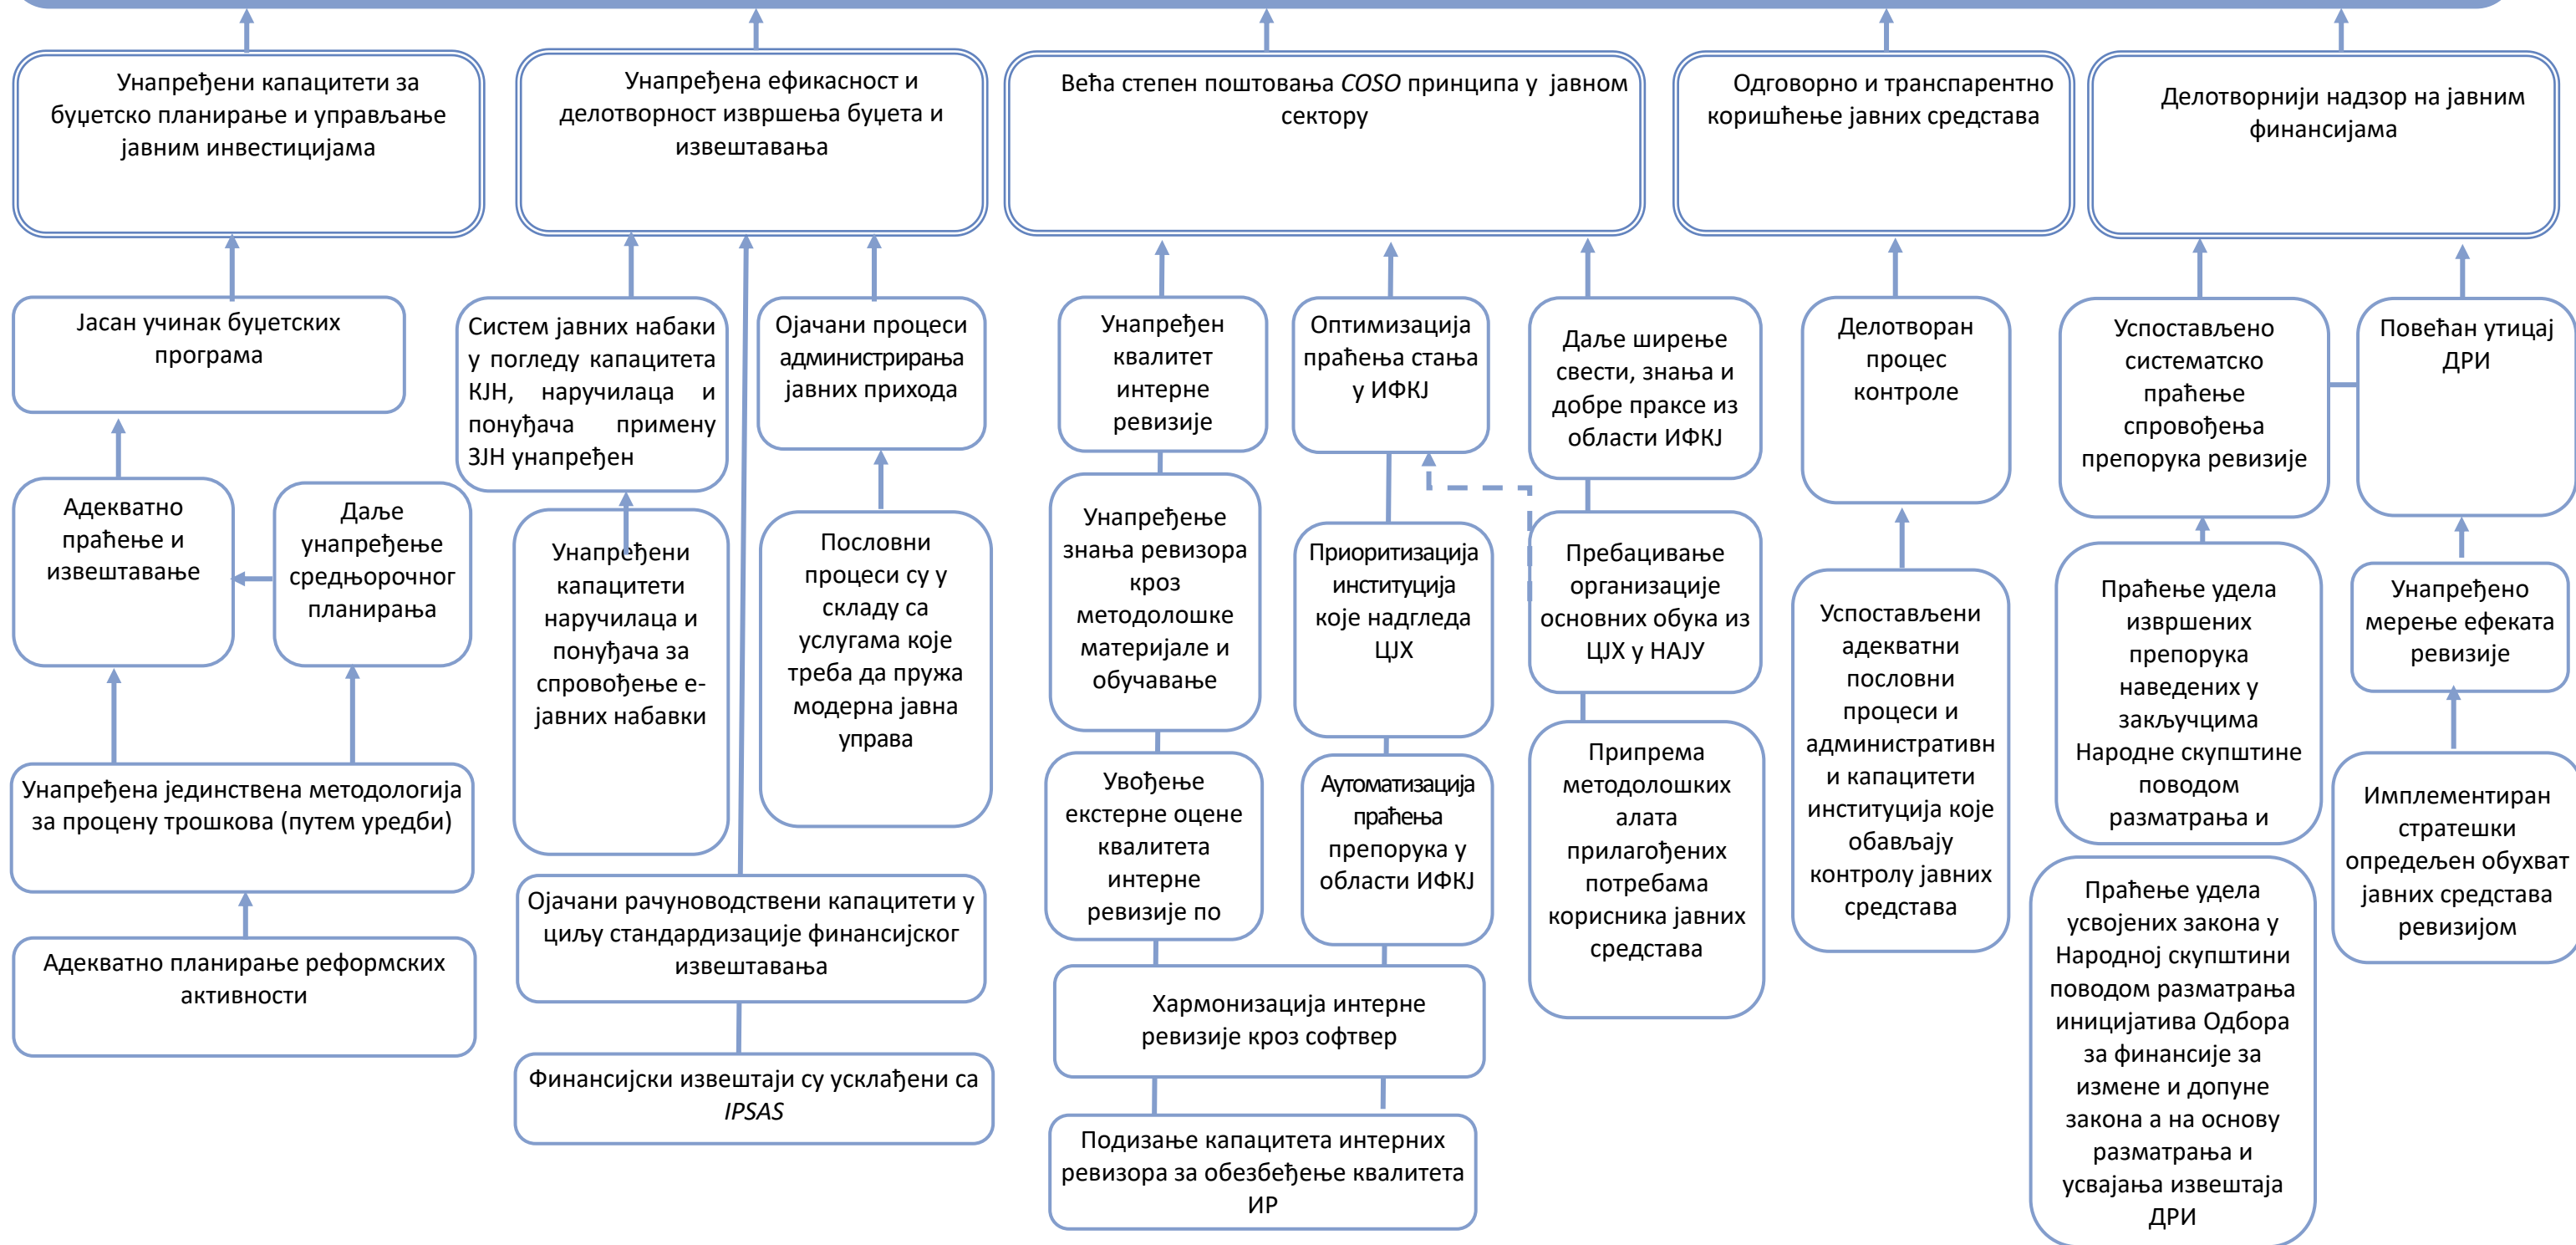 Унапређени капацитети за
буџетско планирање и управљање
јавним инвестицијама
Унапређена ефикасност и
делотворност извршења буџета и
извештавања
Већа степен поштовања COSO принципа у јавном
сектору
Одговорно и транспарентно
коришћење јавних средстава
Делотворнији надзор на јавним
финансијама
Јасан учинак буџетских
програма
Систем јавних набаки
у погледу капацитета
КЈН, наручилаца и
понуђача примену
ЗЈН унапређен
Ојачани процеси
администрирања
јавних прихода
Унапређен
квалитет
интерне
ревизије
Оптимизација
праћења стања
у ИФКЈ
Даље ширење
свести, знања и
добре праксе из
области ИФКЈ
Делотворан
процес
контроле
Успостављено
систематско
праћење
спровођења
препорука ревизије
Повећан утицај
ДРИ
Адекватно
праћење и
извештавање
Даље
унапређење
средњорочног
планирања
Унапређени
капацитети
наручилаца и
понуђача за
спровођење е-
јавних набавки
Пословни
процеси су у
складу са
услугама које
треба да пружа
модерна јавна
управа
Унапређење
знања ревизора
кроз
методолошке
материјале и
обучавање
Приоритизација
институција
које надгледа
ЦЈХ
Пребацивање
организације
основних обука из
ЦЈХ у НАЈУ
Успостављени
адекватни
пословни
процеси и
административн
и капацитети
институција које
обављају
контролу јавних
средстава
Праћење удела
извршених
препорука
наведених у
закључцима
Народне скупштине
поводом
разматрања и
Унапређено
мерење ефеката
ревизије
Унапређена јединствена методологија
за процену трошкова (путем уредби)
Увођење
екстерне оцене
квалитета
интерне
ревизије по
Аутоматизација
праћења
препорука у
области ИФКЈ
Припрема
методолошких
алата
прилагођених
потребама
корисника јавних
средстава
Имплементиран
стратешки
опредељен обухват
јавних средстава
ревизијом
Адекватно планирање реформских
активности
Ојачани рачуноводствени капацитети у
циљу стандардизације финансијског
извештавања
Праћење удела
усвојених закона у
Народној скупштини
поводом разматрања
иницијатива Одбора
за финансије за
измене и допуне
закона а на основу
разматрања и
усвајања извештаја
ДРИ
Хармонизација интерне
ревизије кроз софтвер
Финансијски извештаји су усклађени са
IPSAS
Подизање капацитета интерних
ревизора за обезбеђење квалитета
ИР